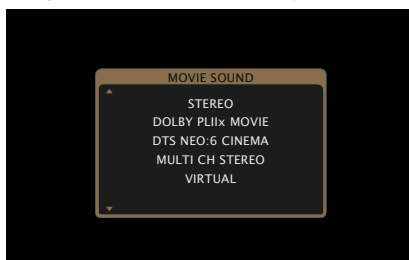 MOVIE SOUND
STEREO
DOLBY PLIIx MOVIE
DTS NEO:6 CINEMA
MULTI CH STEREO
VIRTUAL